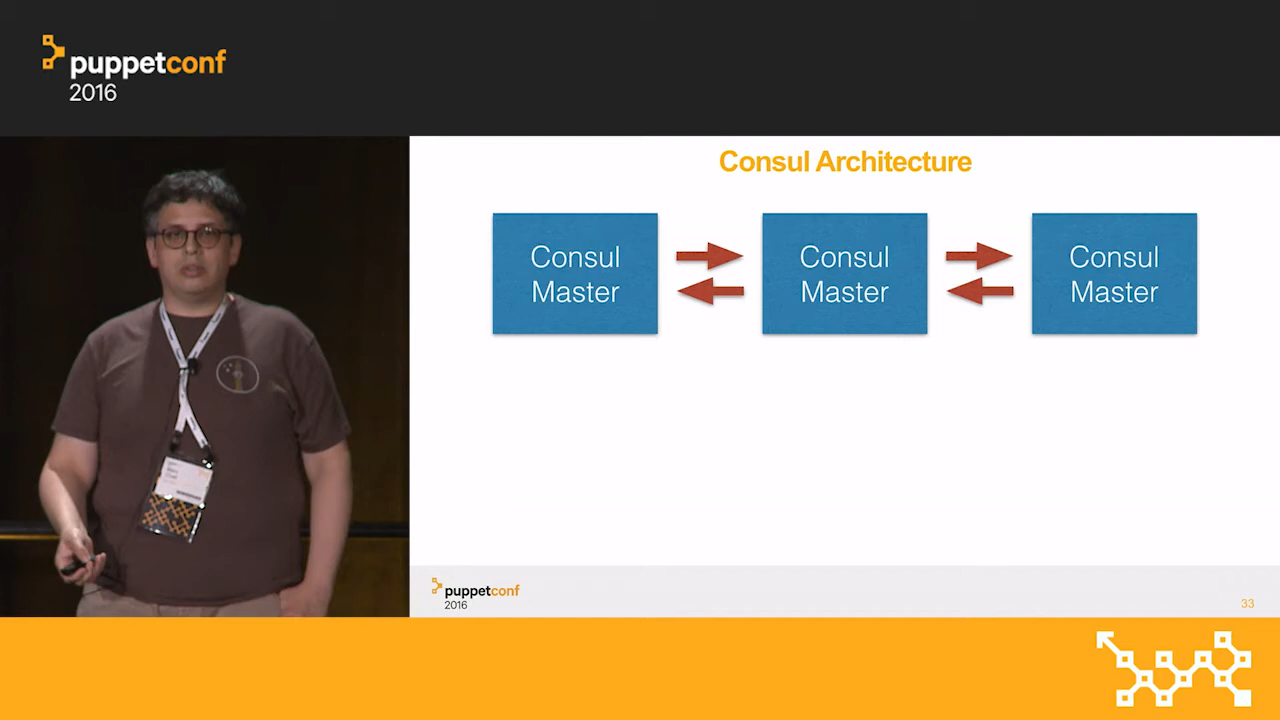 puppetconf
2016
Consul Architecture
Consul
Master
Consul
Master
Consul
Master
puppetconf
2016
33